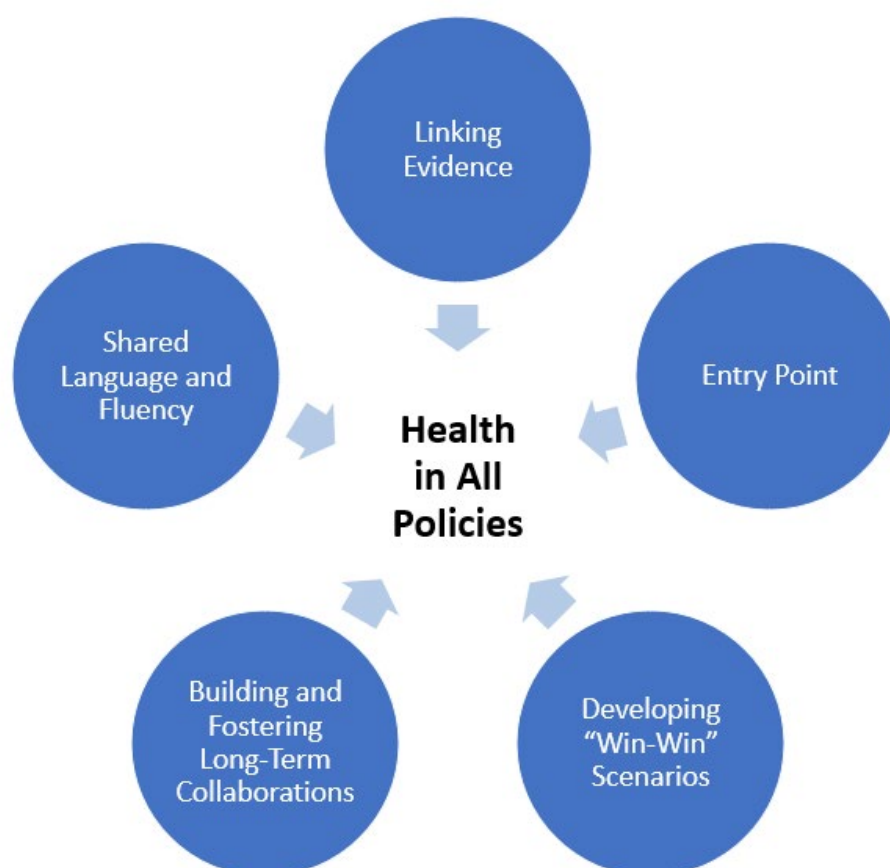 Linking
Evidence
Shared
Language and
Fluency
Entry Point
Health
in All
Policies
Building and
Fostering
Long-Term
Collaborations
Developing
“Win-Win”
Scenarios